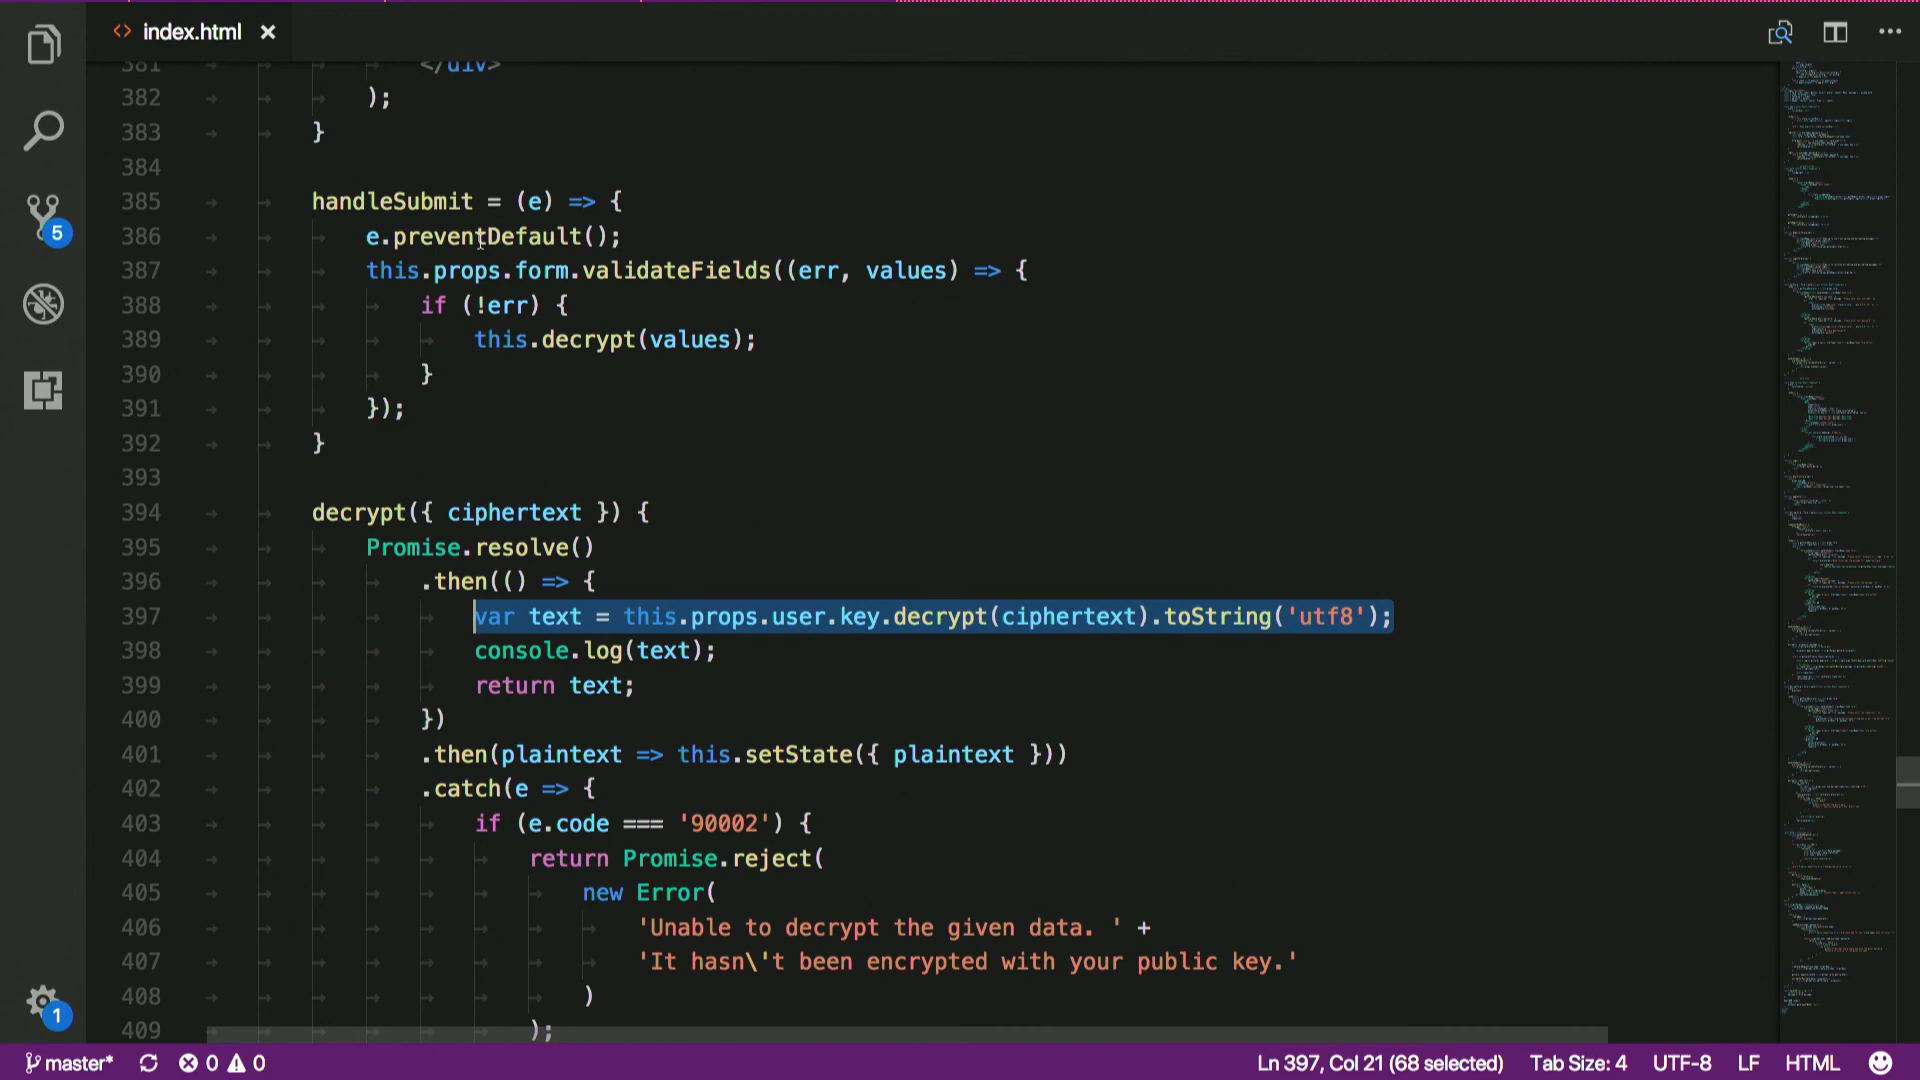 index.html
381 </div>
382 );
383 }
384
385 handleSubmit = (e) => {
386 e.preventDefault();
387 this.props.form.validateFields((err, values) => {
388 if (!err) {
389 this.decrypt(values);
390 }
391 });
392 }
393
394 decrypt({ ciphertext }) {
395 Promise.resolve()
396 .then(() => {
397 var text = this.props.user.key.decrypt(ciphertext).toString('utf8');
398 console.log(text);
399 return text;
400 })
401 .then(plaintext => this.setState({ plaintext }))
402 .catch(e => {
403 if (e.code === '90002') {
404 return Promise.reject(
405 new Error(
406 'Unable to decrypt the given data. ' +
407 'It hasn\'t been encrypted with your public key.'
408 )
409 );
5
1
master* 0 0 Ln 397, Col 21 (68 selected) Tab Size: 4 UTF-8 LF HTML